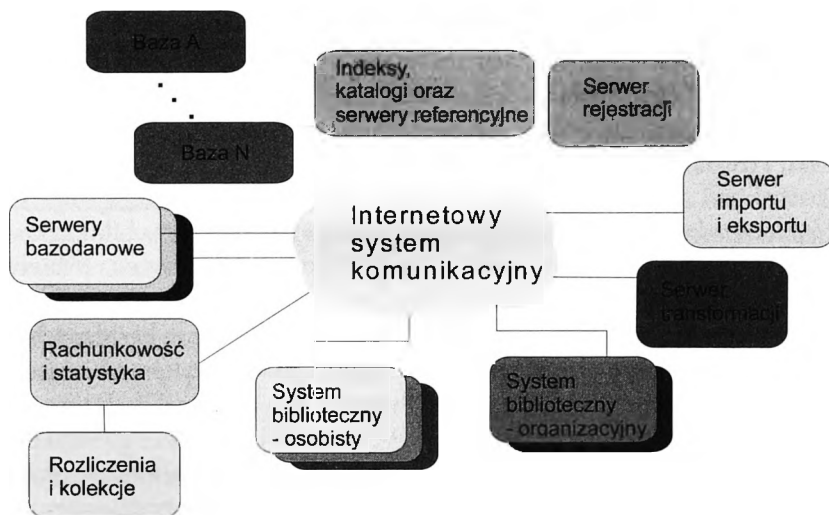 Baza A
Indeksy,
katalogi oraz
serwery referencyjne
Serwer
rejestracji
Baza N
Serwer
importu
i eksportu
Serwery
bazodanowe
Internetowy
system
komunikacyjny
Serwer
transformacji
Rachunkowość
i statystyka
System
biblioteczny
- osobisty
System
biblioteczny
- organizacyjny
Rozliczenia
i kolekcje